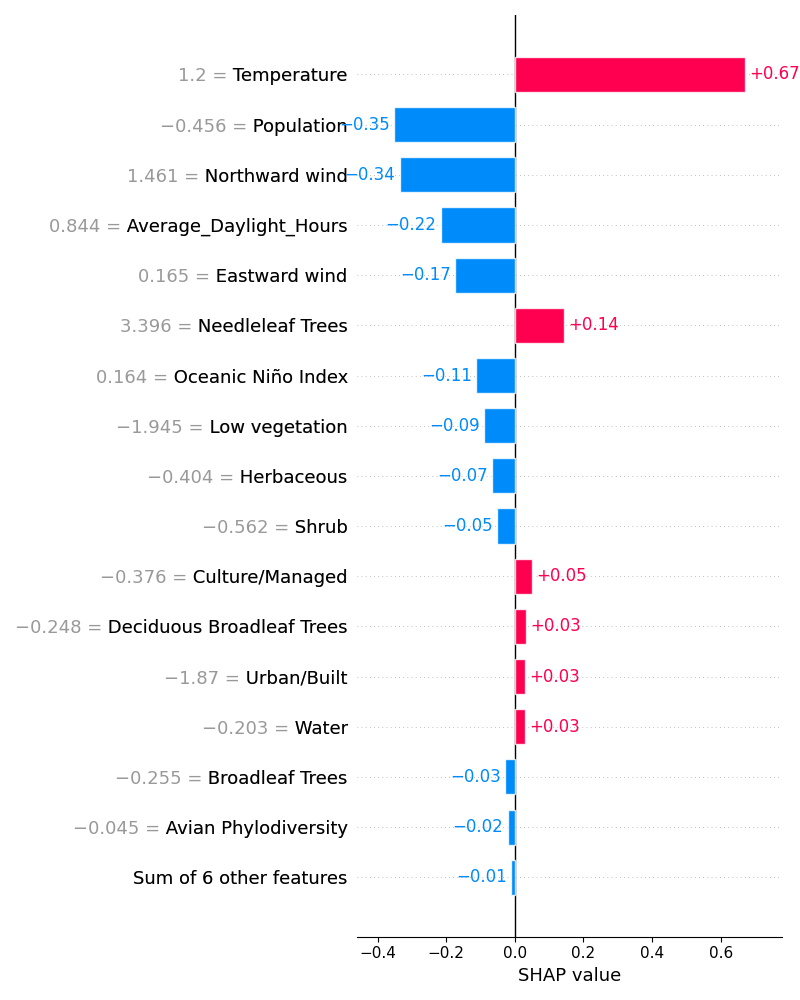 1.2 = Temperature +0.67
−0.456 = Population −0.35
1.461 = Northward wind −0.34
0.844 = Average_Daylight_Hours −0.22
0.165 = Eastward wind −0.17
3.396 = Needleleaf Trees +0.14
0.164 = Oceanic Niño Index −0.11
−1.945 = Low vegetation −0.09
−0.404 = Herbaceous −0.07
−0.562 = Shrub −0.05
−0.376 = Culture/Managed +0.05
−0.248 = Deciduous Broadleaf Trees +0.03
−1.87 = Urban/Built +0.03
−0.203 = Water +0.03
−0.255 = Broadleaf Trees −0.03
−0.045 = Avian Phylodiversity −0.02
Sum of 6 other features −0.01
−0.4 −0.2 0.0 0.2 0.4 0.6
SHAP value